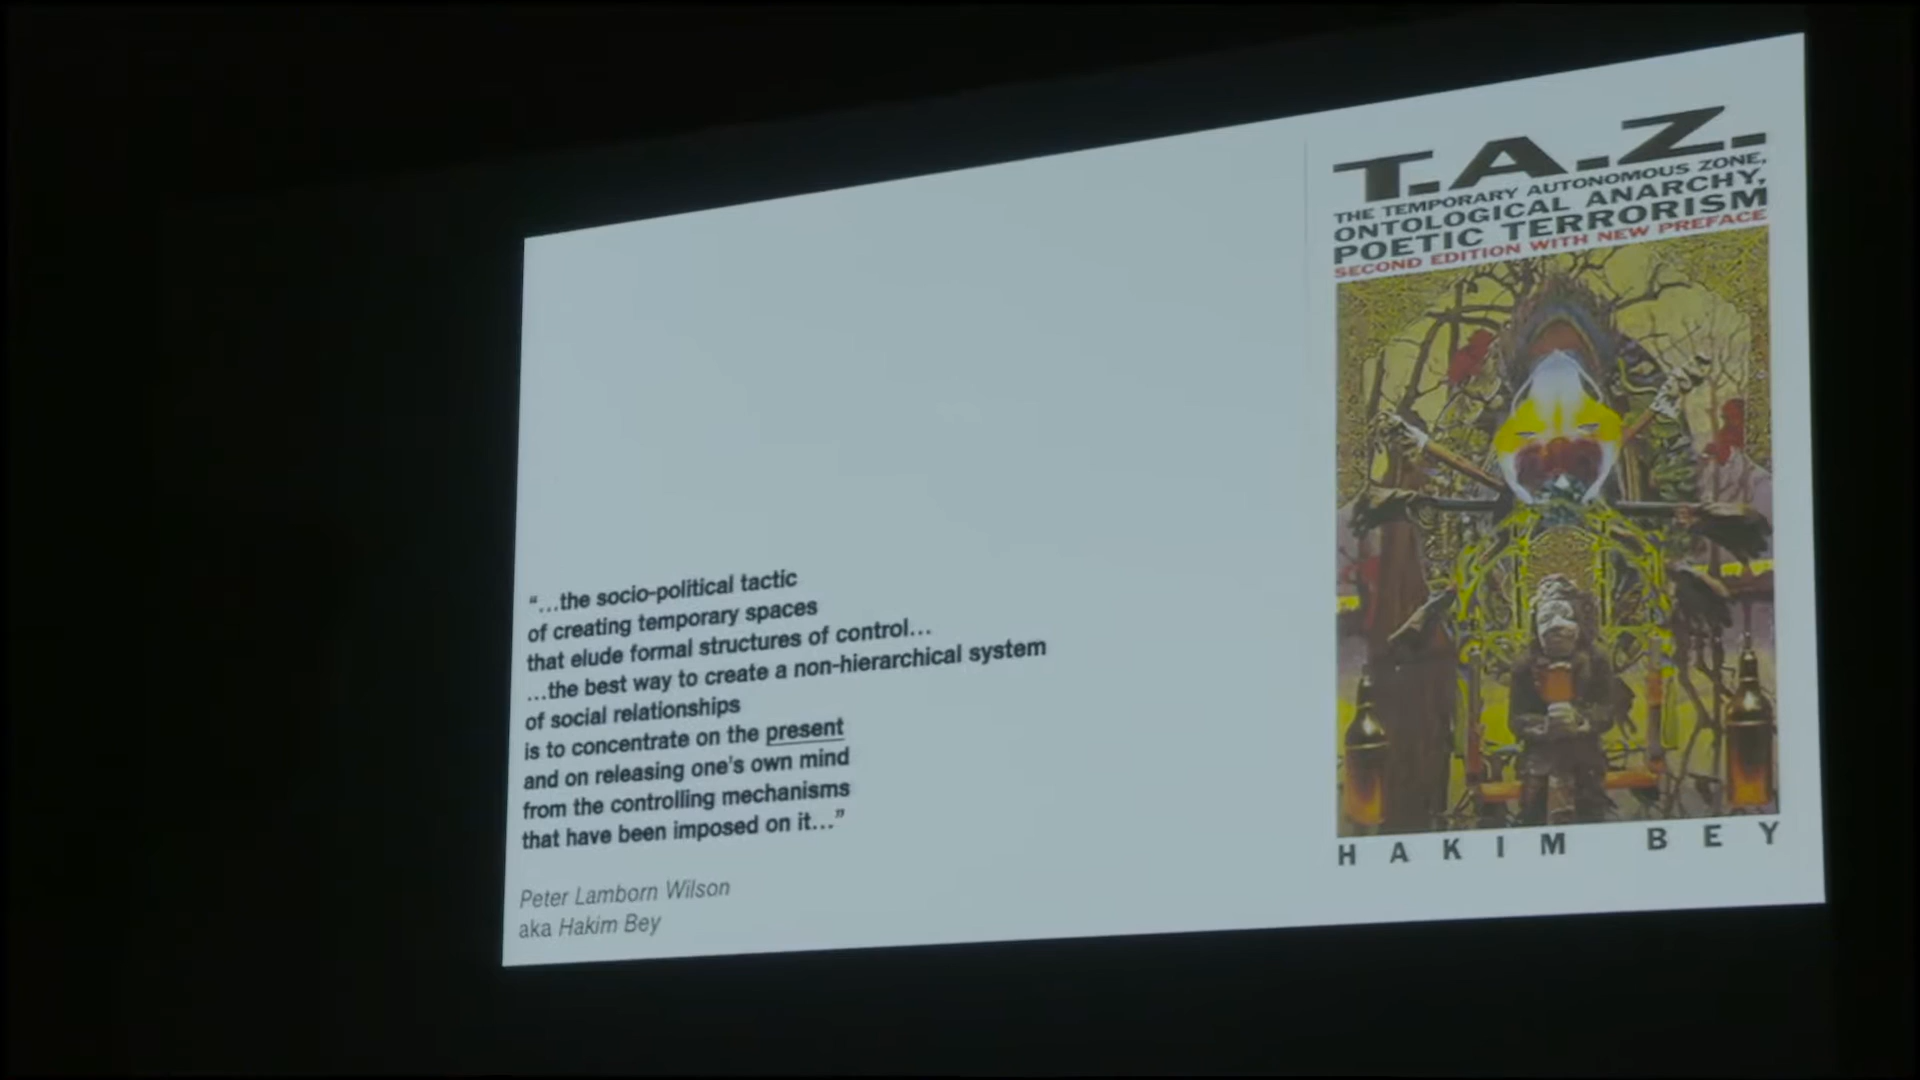 “...the socio-political tactic
of creating temporary spaces
that elude formal structures of control...
...the best way to create a non-hierarchical system
of social relationships
is to concentrate on the present
and on releasing one's own mind
from the controlling mechanisms
that have been imposed on it...”
Peter Lamborn Wilson
aka Hakim Bey
T.A.Z.
THE TEMPORARY AUTONOMOUS ZONE,
ONTOLOGICAL ANARCHY,
POETIC TERRORISM
SECOND EDITION WITH NEW PREFACE
HAKIM BEY